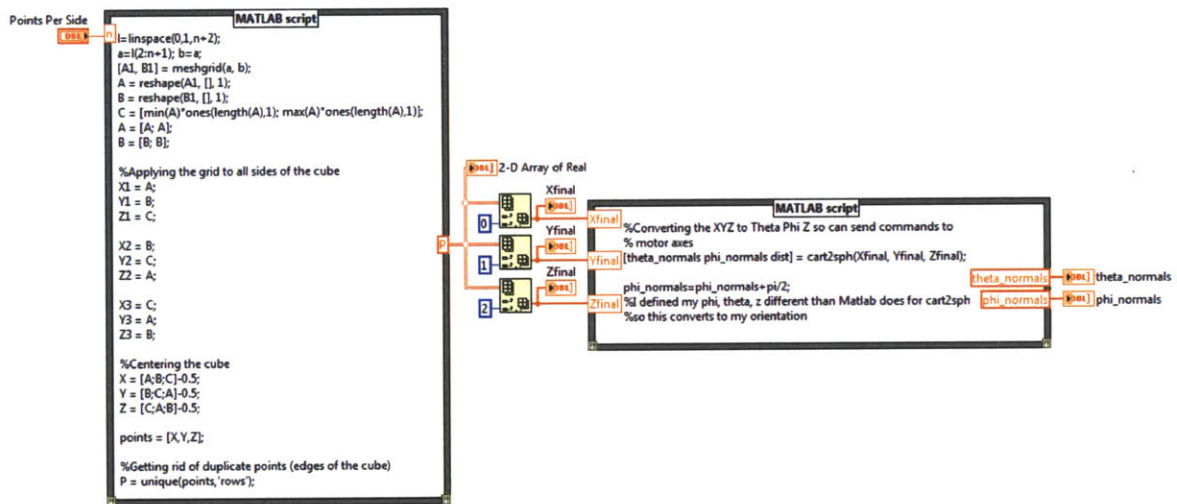 Points Per Side
DBL
n
MATLAB script
l=linspace(0,1,n+2);
a=l(2:n+1); b=a;
[A1, B1] = meshgrid(a, b);
A = reshape(A1, [], 1);
B = reshape(B1, [], 1);
C = [min(A)*ones(length(A),1); max(A)*ones(length(A),1)];
A = [A; A];
B = [B; B];
%Applying the grid to all sides of the cube
X1 = A;
Y1 = B;
Z1 = C;
X2 = B;
Y2 = C;
Z2 = A;
X3 = C;
Y3 = A;
Z3 = B;
%Centering the cube
X = [A;B;C]-0.5;
Y = [B;C;A]-0.5;
Z = [C;A;B]-0.5;
points = [X,Y,Z];
%Getting rid of duplicate points (edges of the cube)
P = unique(points,'rows');
P
DBL] 2-D Array of Real
Xfinal
DBL]
0
Yfinal
DBL]
1
Zfinal
DBL]
2
MATLAB script
Xfinal
Yfinal
Zfinal
%Converting the XYZ to Theta Phi Z so can send commands to
% motor axes
[theta_normals phi_normals dist] = cart2sph(Xfinal, Yfinal, Zfinal);
phi_normals=phi_normals+pi/2;
%I defined my phi, theta, z different than Matlab does for cart2sph
%so this converts to my orientation
theta_normals
DBL] theta_normals
phi_normals
DBL] phi_normals